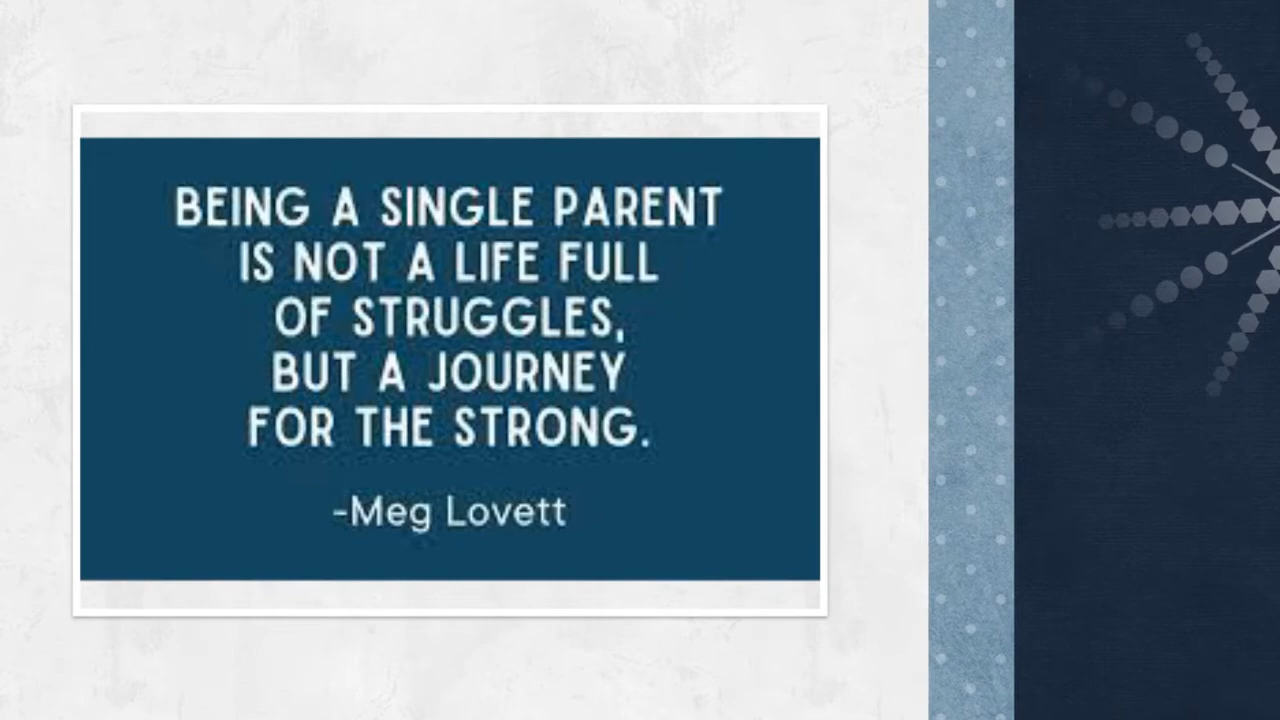 BEING A SINGLE PARENT
IS NOT A LIFE FULL
OF STRUGGLES,
BUT A JOURNEY
FOR THE STRONG.
-Meg Lovett